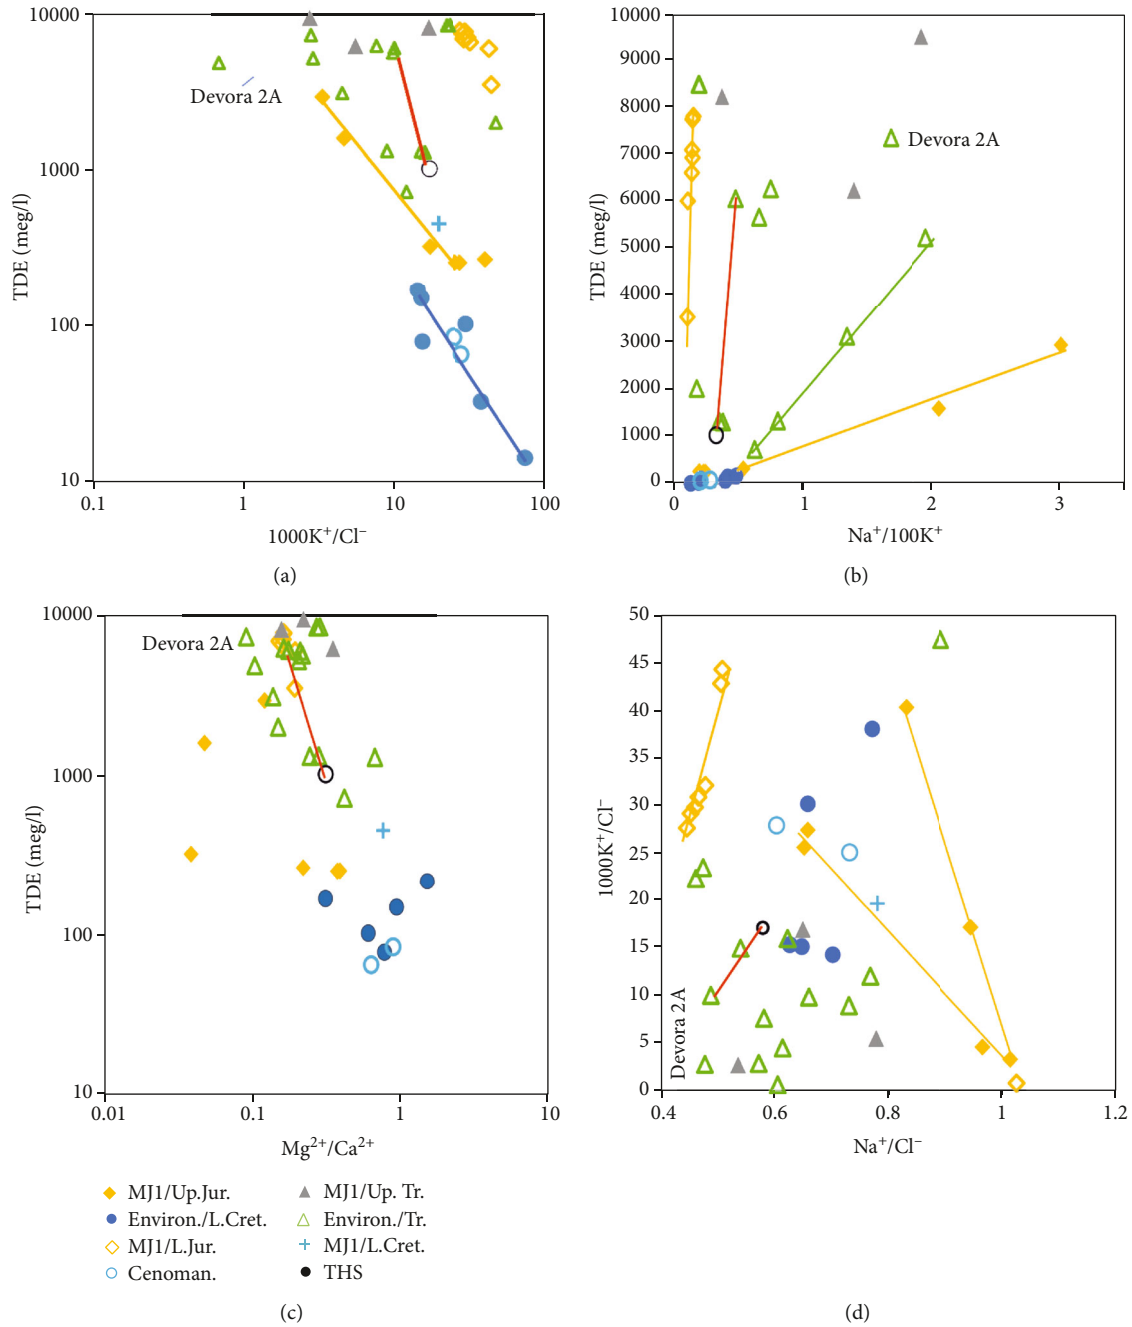 10000
1000
100
10
TDE (meg/l)
Devora 2A
0.1
1
10
100
1000K⁺/Cl⁻
(a)
10000
9000
8000
7000
6000
5000
4000
3000
2000
1000
0
TDE (meg/l)
Devora 2A
0
1
2
3
Na⁺/100K⁺
(b)
10000
1000
100
10
TDE (meg/l)
Devora 2A
0.01
0.1
1
10
Mg²⁺/Ca²⁺
MJ1/Up.Jur.
Environ./L.Cret.
MJ1/L.Jur.
Cenoman.
MJ1/Up. Tr.
Environ./Tr.
MJ1/L.Cret.
THS
(c)
50
45
40
35
30
25
20
15
10
5
0
1000K⁺/Cl⁻
Devora 2A
0.4
0.6
0.8
1
1.2
Na⁺/Cl⁻
(d)